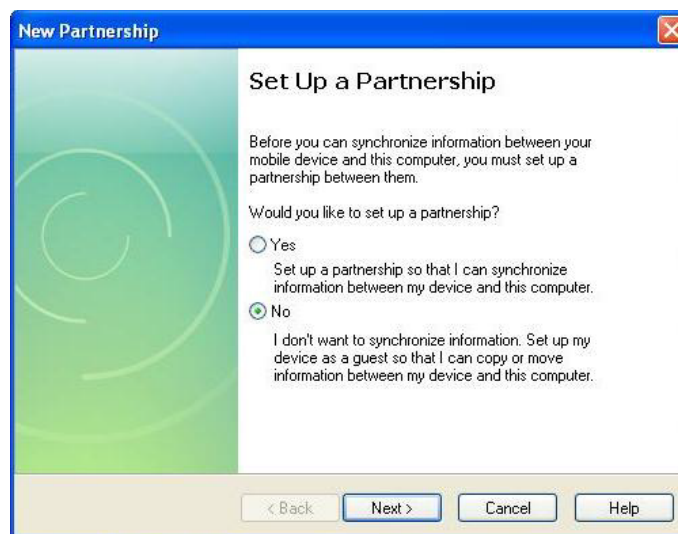 New Partnership
Set Up a Partnership
Before you can synchronize information between your
mobile device and this computer, you must set up a
partnership between them.
Would you like to set up a partnership?
Yes
Set up a partnership so that I can synchronize
information between my device and this computer.
No
I don't want to synchronize information. Set up my
device as a guest so that I can copy or move
information between my device and this computer.
< Back
Next >
Cancel
Help